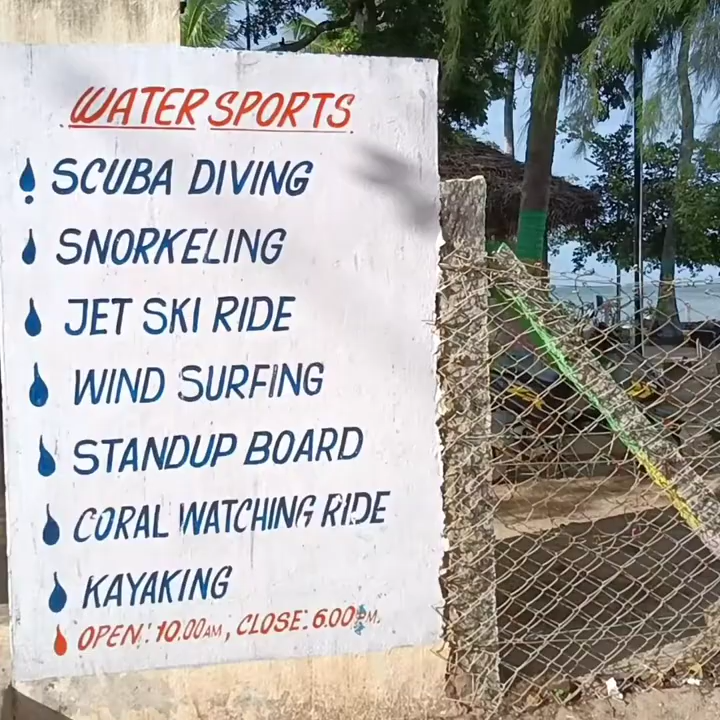 WATER SPORTS
SCUBA DIVING
SNORKELING
JET SKI RIDE
WIND SURFING
STANDUP BOARD
CORAL WATCHING RIDE
KAYAKING
OPEN: 10.00AM, CLOSE: 6.00PM.